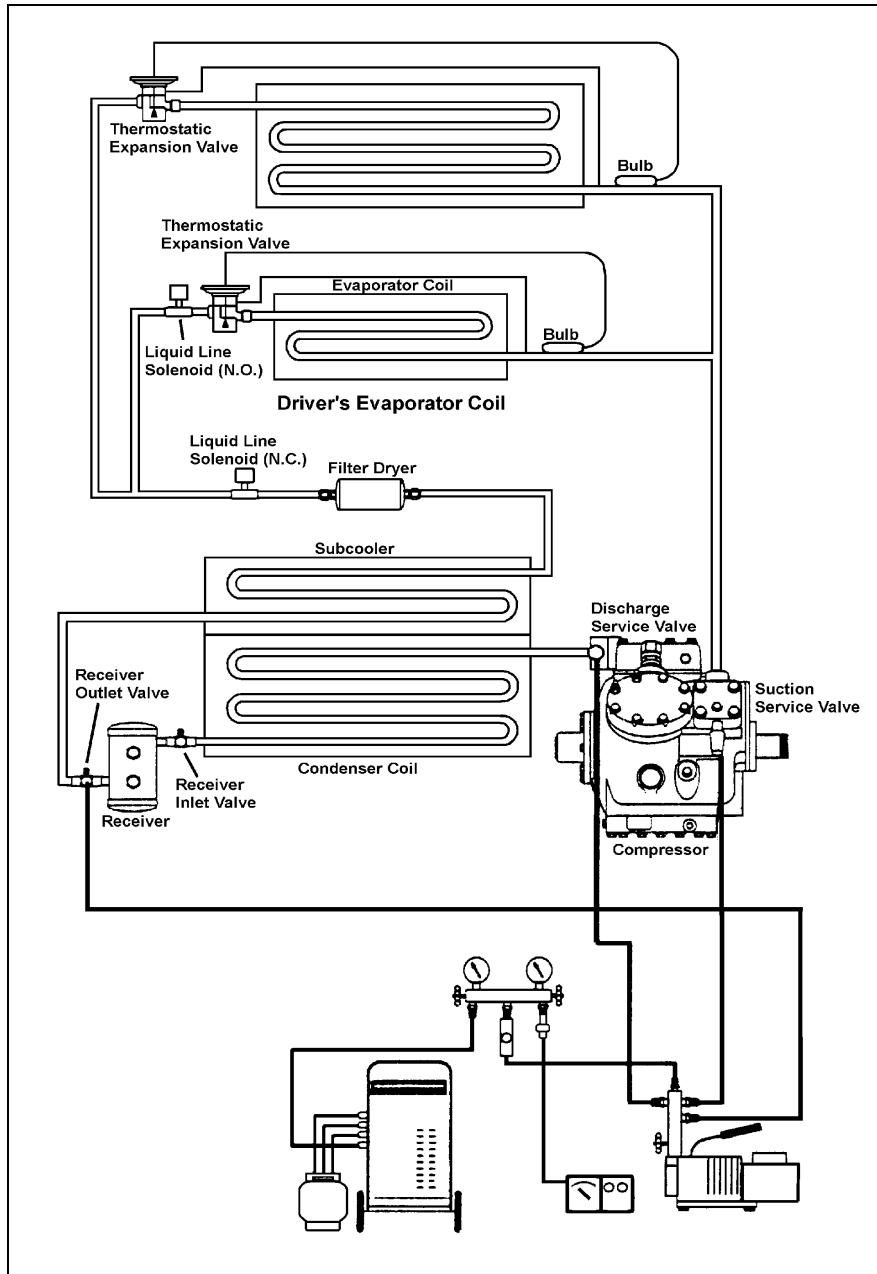 Thermostatic
Expansion Valve
Bulb
Thermostatic
Expansion Valve
Evaporator Coil
Bulb
Liquid Line
Solenoid (N.O.)
Driver's Evaporator Coil
Liquid Line
Solenoid (N.C.)
Filter Dryer
Subcooler
Discharge
Service Valve
Receiver
Outlet Valve
Suction
Service Valve
Condenser Coil
Receiver
Inlet Valve
Receiver
Compressor